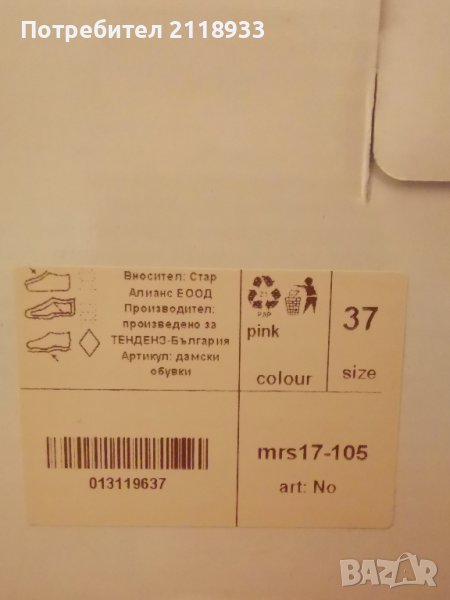 Потребител 2118933
Вносител: Стар
Алианс ЕООД
Производител:
произведено за
ТЕНДЕНЗ-България
Артикул: дамски
обувки
PAP
pink
colour
37
size
013119637
mrs17-105
art: No
BAZAR